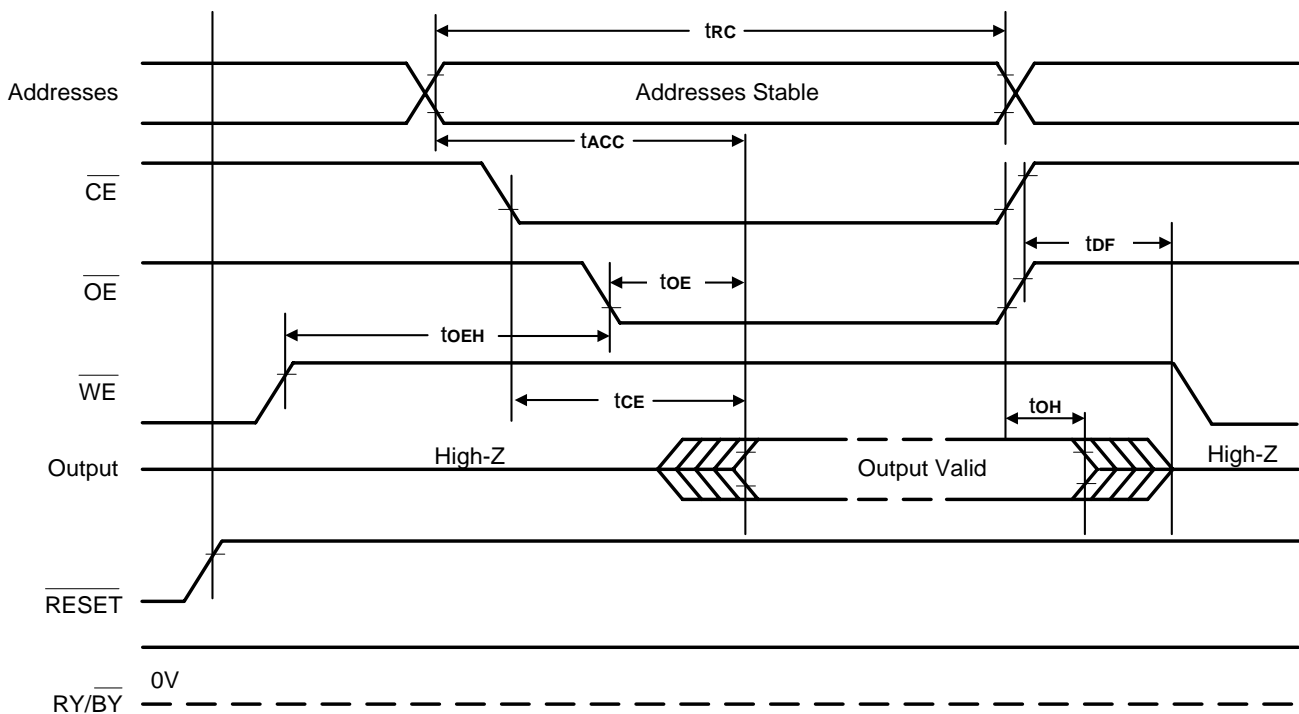 tRC
Addresses
Addresses Stable
tACC
CE
tDF
OE
tOE
tOEH
WE
tCE
tOH
High-Z
High-Z
Output
Output Valid
RESET
0V
RY/BY